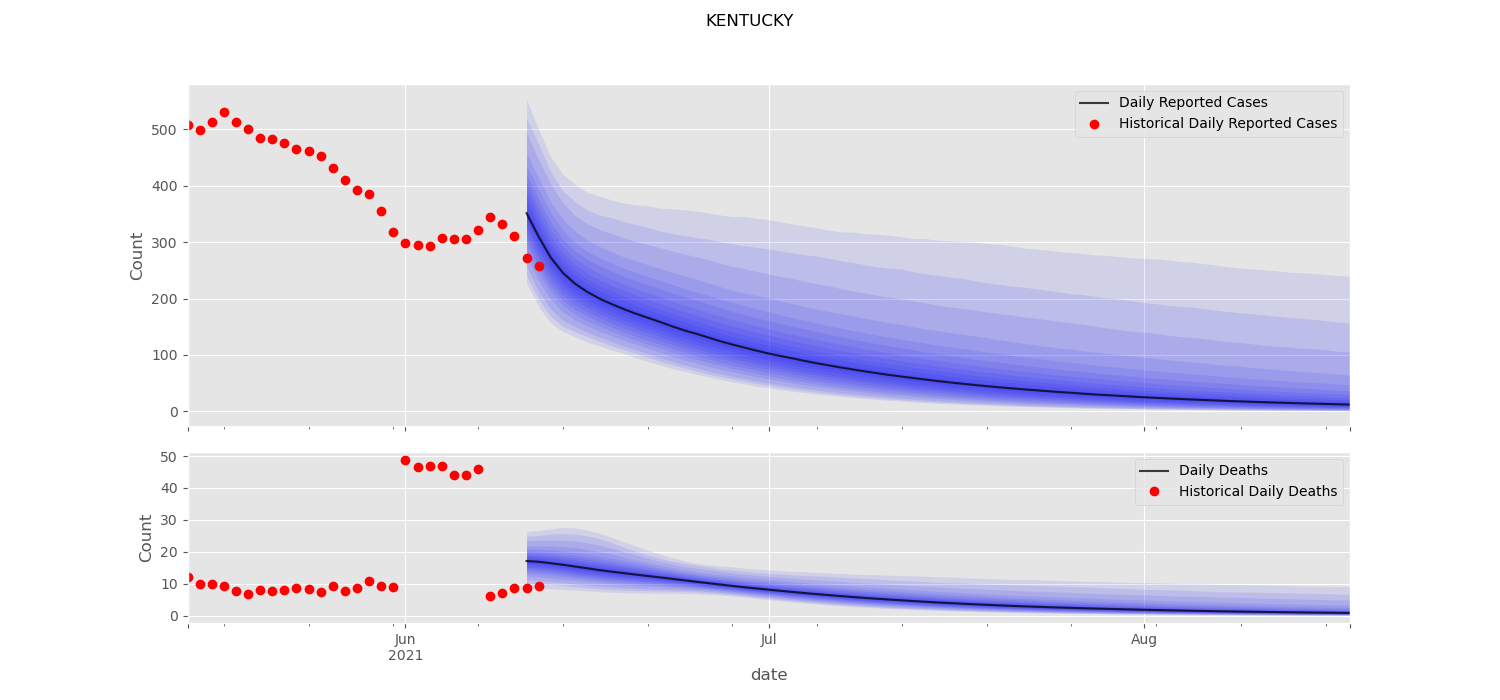 KENTUCKY
Daily Reported Cases
Historical Daily Reported Cases
500
400
300
200
100
0
Count
Daily Deaths
Historical Daily Deaths
50
40
30
20
10
0
Count
Jun
2021
Jul
Aug
date